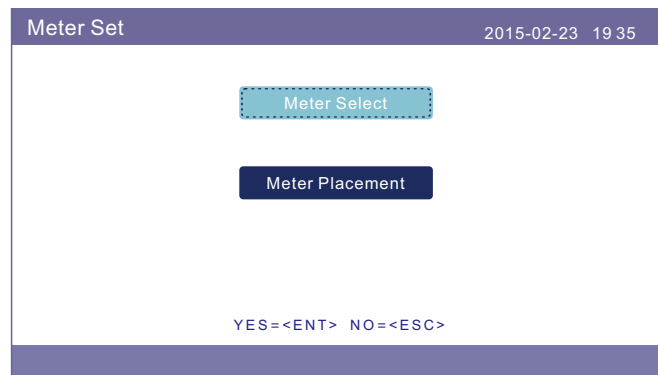 Meter Set 2015-02-23 19 35
Meter Select
Meter Placement
YES=<ENT> NO=<ESC>